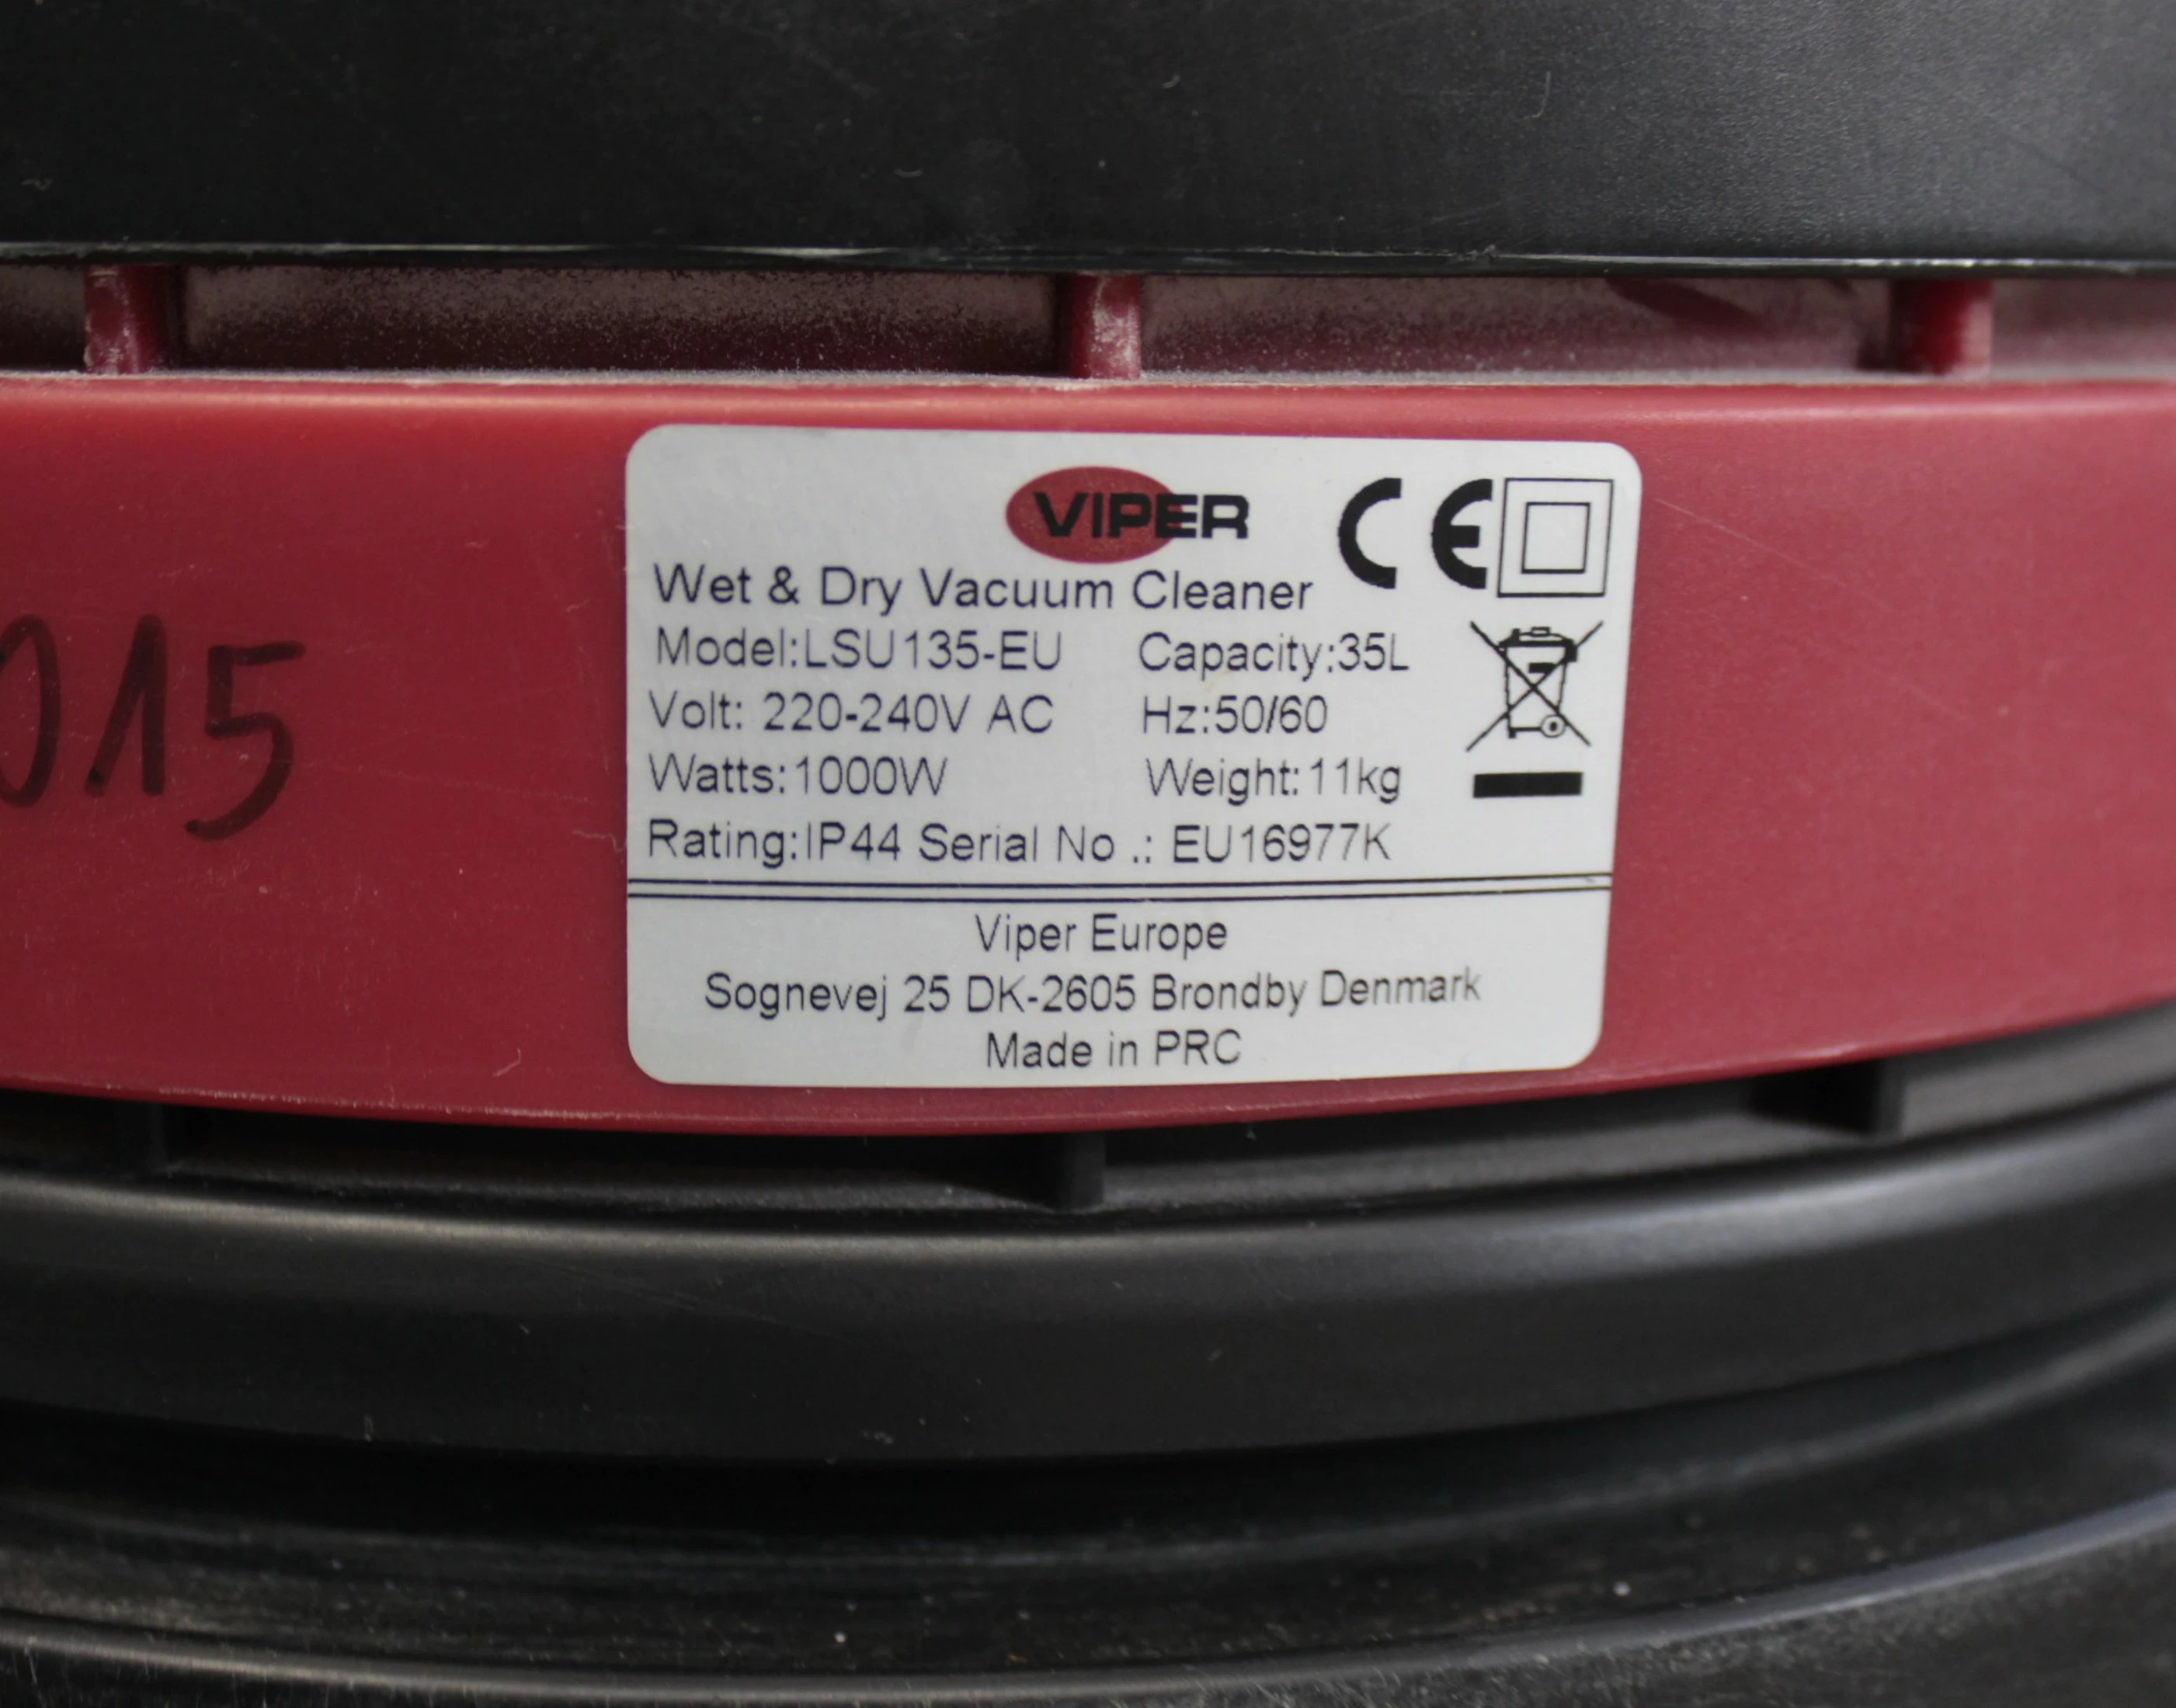 VIPER CE
Wet & Dry Vacuum Cleaner
Model:LSU135-EU Capacity:35L
Volt: 220-240V AC Hz:50/60
Watts:1000W Weight:11kg
Rating:IP44 Serial No .: EU16977K
Viper Europe
Sognevej 25 DK-2605 Brondby Denmark
Made in PRC
015